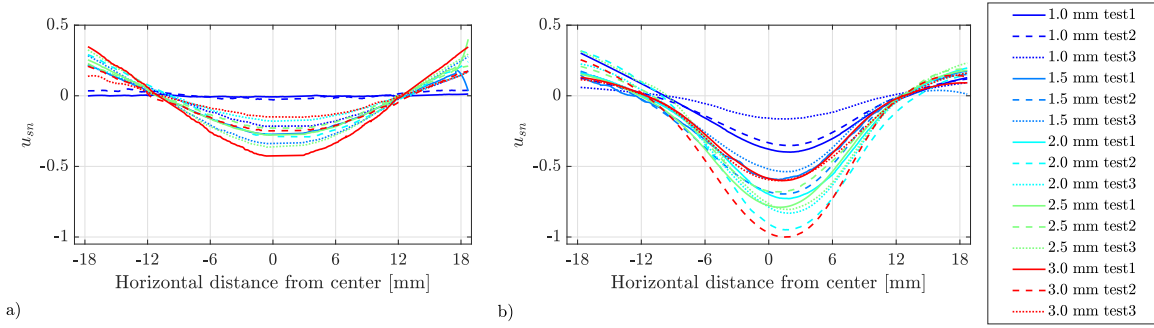 0.5
0
-0.5
-1
u_sn
-18 -12 -6 0 6 12 18
Horizontal distance from center [mm]
a)
0.5
0
-0.5
-1
u_sn
-18 -12 -6 0 6 12 18
Horizontal distance from center [mm]
b)
1.0 mm test1
1.0 mm test2
1.0 mm test3
1.5 mm test1
1.5 mm test2
1.5 mm test3
2.0 mm test1
2.0 mm test2
2.0 mm test3
2.5 mm test1
2.5 mm test2
2.5 mm test3
3.0 mm test1
3.0 mm test2
3.0 mm test3